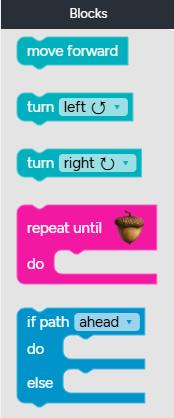 Blocks
move forward
turn left ↺
turn right ↻
repeat until
do
if path ahead
do
else